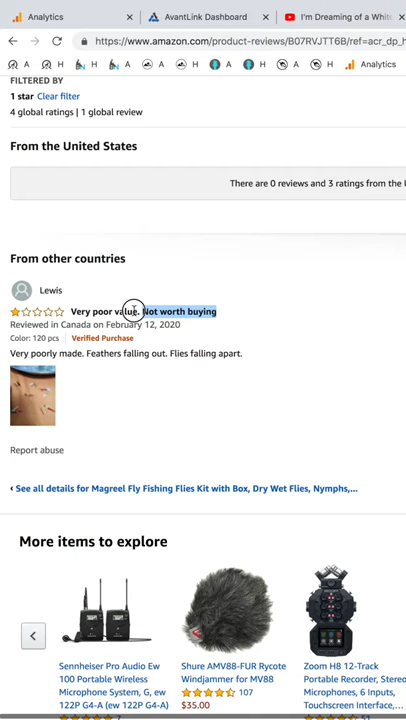 Analytics
AvantLink Dashboard
I'm Dreaming of a White
https://www.amazon.com/product-reviews/B07RVJTT6B/ref=acr_dp_h
A H H A A H A H A H Analytics
FILTERED BY
1 star Clear filter
4 global ratings | 1 global review
From the United States
There are 0 reviews and 3 ratings from the U
From other countries
Lewis
Very poor value. Not worth buying
Reviewed in Canada on February 12, 2020
Color: 120 pcs | Verified Purchase
Very poorly made. Feathers falling out. Flies falling apart.
Report abuse
‹ See all details for Magreel Fly Fishing Flies Kit with Box, Dry Wet Flies, Nymphs,...
More items to explore
Sennheiser Pro Audio Ew
100 Portable Wireless
Microphone System, G, ew
122P G4-A (ew 122P G4-A)
7
Shure AMV88-FUR Rycote
Windjammer for MV88
107
$35.00
Zoom H8 12-Track
Portable Recorder, Stereo
Microphones, 6 Inputs,
Touchscreen Interface,...
51